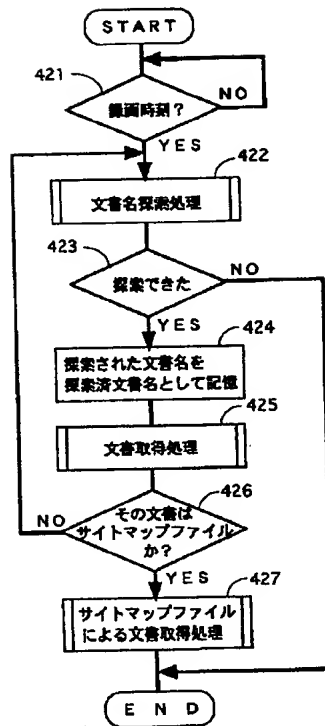 START
421
録画時刻？
NO
YES
422
文書名探索処理
423
探索できた
NO
YES
424
探索された文書名を
探索済文書名として記憶
425
文書取得処理
426
その文書は
サイトマップファイル
か？
NO
YES
427
サイトマップファイル
による文書取得処理
END